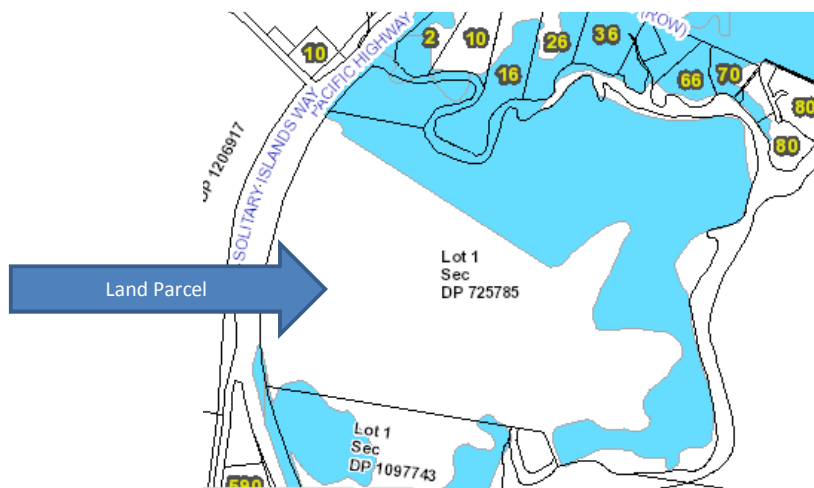 (ROW)
10
2
10
26
36
16
66
70
80
80
PACIFIC HIGHWAY
SOLITARY ISLANDS WAY
DP 1206917
Land Parcel
Lot 1
Sec
DP 725785
Lot 1
Sec
DP 1097743
590